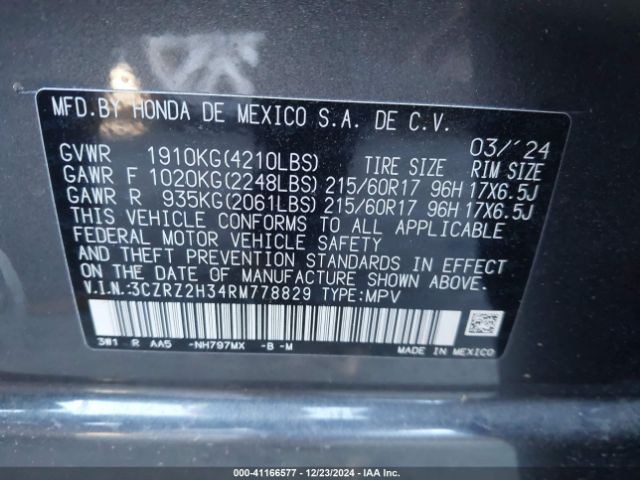 MFD.BY HONDA DE MEXICO S.A. DE C.V.
03/'24
GVWR 1910KG(4210LBS) TIRE SIZE RIM SIZE
GAWR F 1020KG(2248LBS) 215/60R17 96H 17X6.5J
GAWR R 935KG(2061LBS) 215/60R17 96H 17X6.5J
THIS VEHICLE CONFORMS TO ALL APPLICABLE
FEDERAL MOTOR VEHICLE SAFETY
AND THEFT PREVENTION STANDARDS IN EFFECT
ON THE DATE OF MANUFACTURE SHOWN ABOVE.
V.I.N.:3CZRZ2H34RM778829 TYPE:MPV
3W1 R AA5 -NH797MX -B -M MADE IN MEXICO
000-41166577 - 12/23/2024 - IAA Inc.